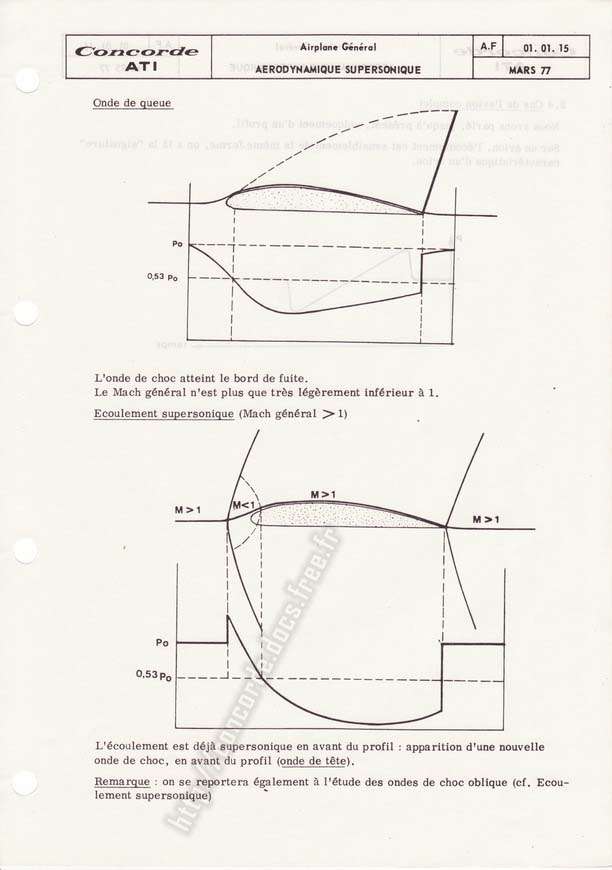 Concorde
ATI
Airplane Général
AERODYNAMIQUE SUPERSONIQUE
A.F
01. 01. 15
MARS 77
Onde de queue
Po
0,53 Po
L'onde de choc atteint le bord de fuite.
Le Mach général n'est plus que très légèrement inférieur à 1.
Ecoulement supersonique (Mach général > 1)
M>1
M<1
M>1
M>1
Po
0,53 Po
L'écoulement est déjà supersonique en avant du profil : apparition d'une nouvelle
onde de choc, en avant du profil (onde de tête).
Remarque : on se reportera également à l'étude des ondes de choc oblique (cf. Ecou-
lement supersonique)
http://concorde.docs.free.fr